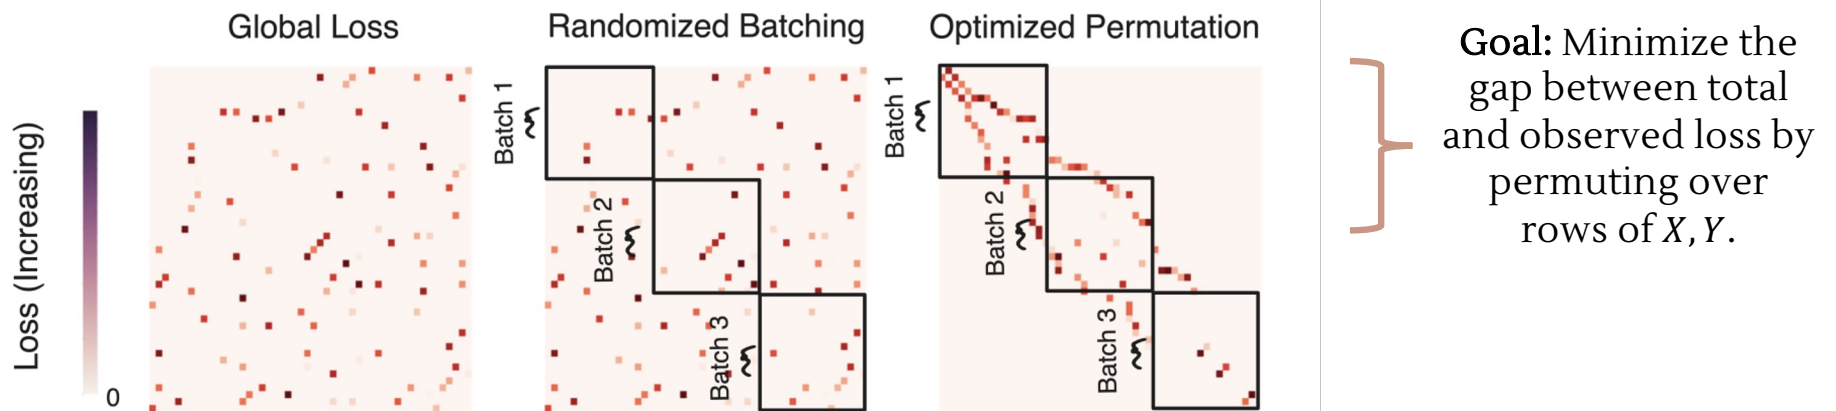 Global Loss
Randomized Batching
Optimized Permutation
Loss (Increasing)
0
Batch 1
Batch 2
Batch 3
Batch 1
Batch 2
Batch 3
Goal: Minimize the
gap between total
and observed loss by
permuting over
rows of X, Y.